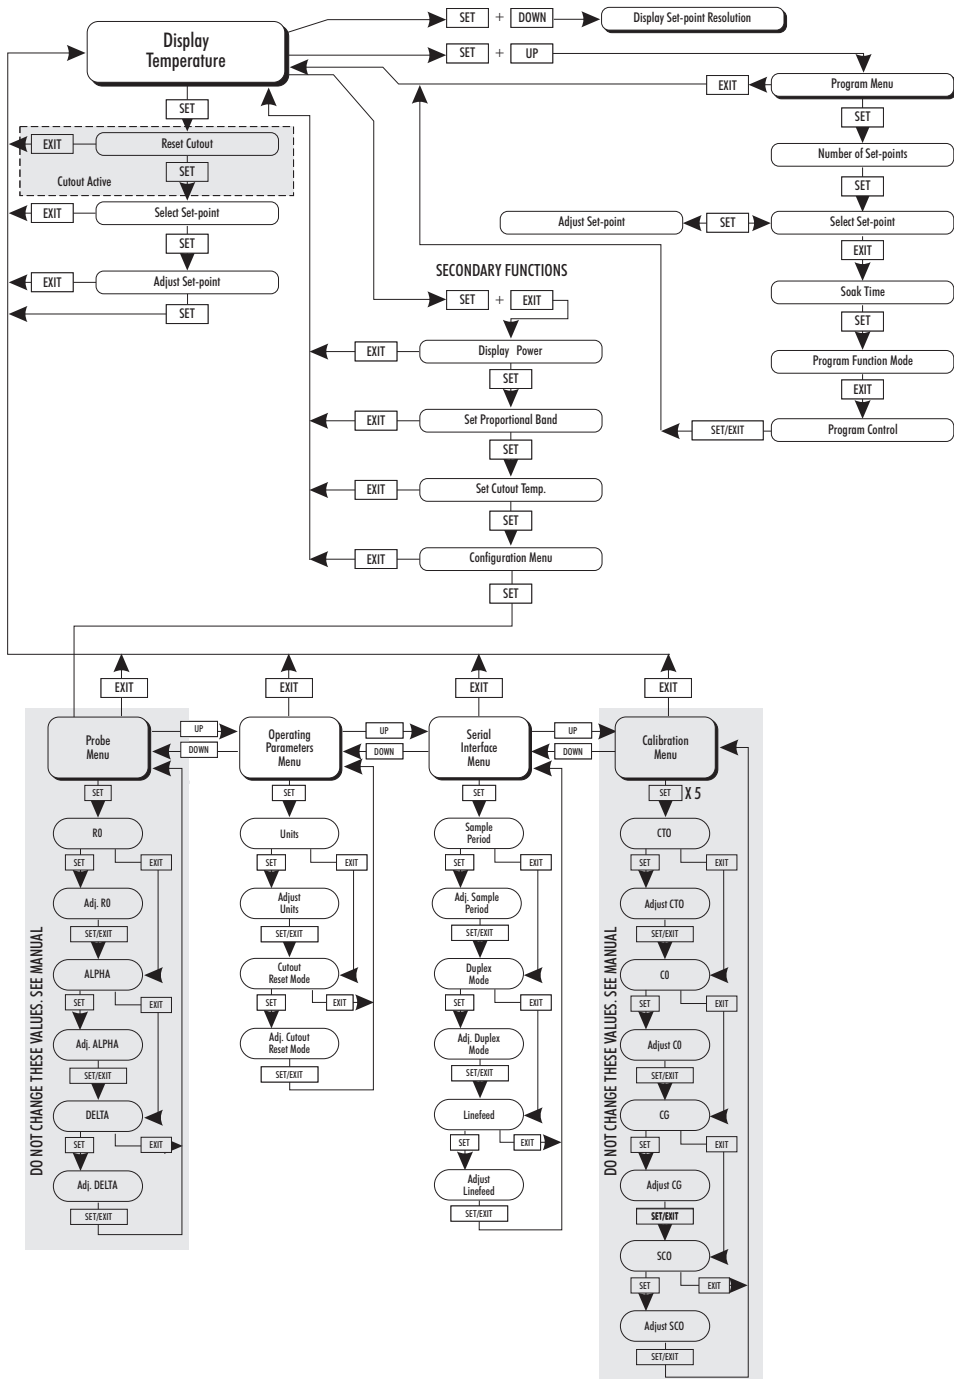 Display
Temperature
SET + DOWN
Display Set-point Resolution
SET + UP
EXIT
Program Menu
SET
Number of Set-points
SET
Adjust Set-point
SET
Select Set-point
EXIT
Soak Time
SET
Program Function Mode
EXIT
SET/EXIT
Program Control
SET
EXIT
Reset Cutout
SET
Cutout Active
EXIT
Select Set-point
SET
EXIT
Adjust Set-point
SET
SECONDARY FUNCTIONS
SET + EXIT
EXIT
Display Power
SET
EXIT
Set Proportional Band
SET
EXIT
Set Cutout Temp.
SET
EXIT
Configuration Menu
SET
EXIT
EXIT
EXIT
EXIT
Probe
Menu
UP
DOWN
Operating
Parameters
Menu
UP
DOWN
Serial
Interface
Menu
UP
DOWN
Calibration
Menu
DO NOT CHANGE THESE VALUES. SEE MANUAL
SET
R0
SET
EXIT
Adj. R0
SET/EXIT
ALPHA
SET
EXIT
Adj. ALPHA
SET/EXIT
DELTA
SET
EXIT
Adj. DELTA
SET/EXIT
SET
Units
SET
EXIT
Adjust
Units
SET/EXIT
Cutout
Reset Mode
SET
EXIT
Adj. Cutout
Reset Mode
SET/EXIT
SET
Sample
Period
SET
EXIT
Adj. Sample
Period
SET/EXIT
Duplex
Mode
SET
EXIT
Adj. Duplex
Mode
SET/EXIT
Linefeed
SET
EXIT
Adjust
Linefeed
SET/EXIT
DO NOT CHANGE THESE VALUES. SEE MANUAL
SET X 5
CTO
SET
EXIT
Adjust CTO
SET/EXIT
C0
SET
EXIT
Adjust C0
SET/EXIT
CG
SET
EXIT
Adjust CG
SET/EXIT
SCO
SET
EXIT
Adjust SCO
SET/EXIT